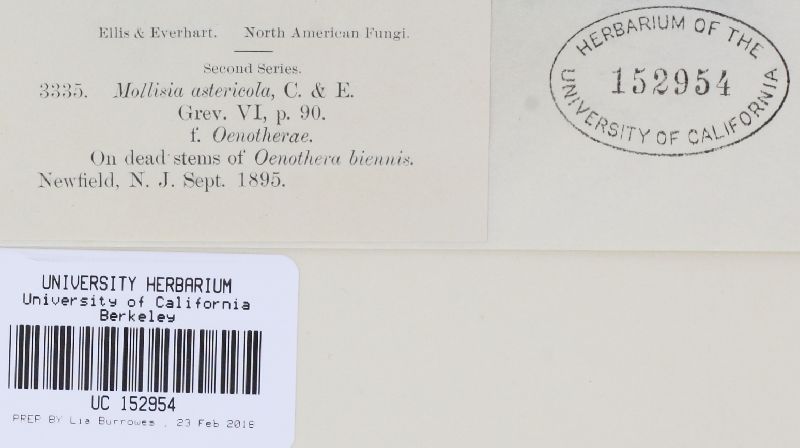 Ellis & Everhart. North American Fungi.
Second Series.
3335. Mollisia astericola, C. & E.
Grev. VI, p. 90.
f. Oenotherae.
On dead stems of Oenothera biennis.
Newfield, N. J. Sept. 1895.
HERBARIUM OF THE
152954
UNIVERSITY OF CALIFORNIA
UNIVERSITY HERBARIUM
University of California
Berkeley
UC 152954
PREP BY Lia Burrowes , 23 Feb 2016